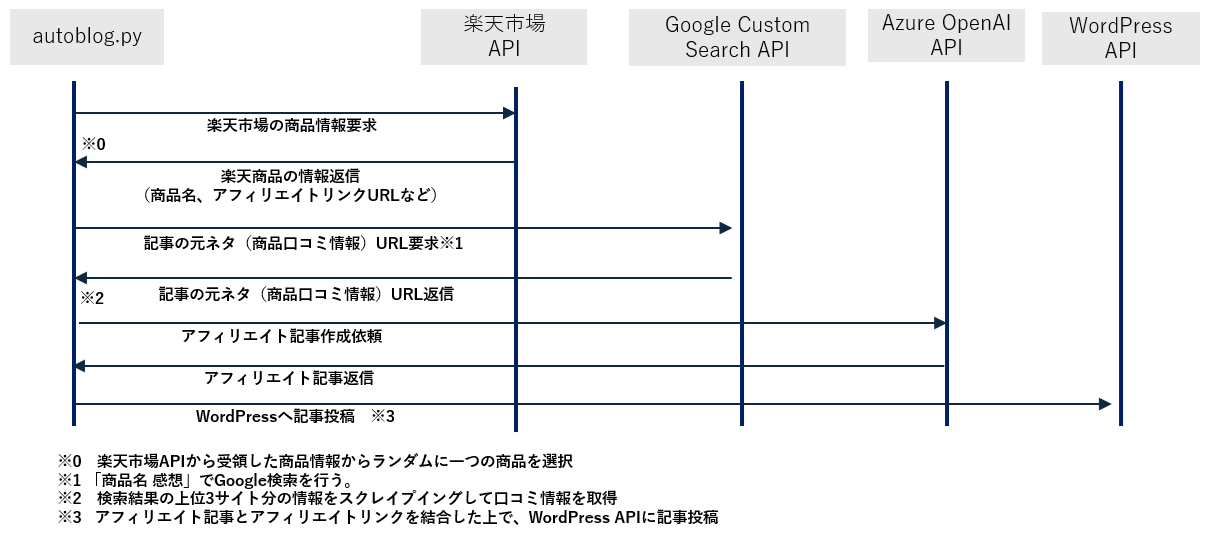 autoblog.py
楽天市場
API
Google Custom
Search API
Azure OpenAI
API
WordPress
API
楽天市場の商品情報要求
※0
楽天商品の情報返信
（商品名、アフィリエイトリンクURLなど）
記事の元ネタ（商品口コミ情報）URL要求※1
記事の元ネタ（商品口コミ情報）URL返信
※2
アフィリエイト記事作成依頼
アフィリエイト記事返信
WordPressへ記事投稿　※3
※0　楽天市場APIから受領した商品情報からランダムに一つの商品を選択
※1 「商品名 感想」でGoogle検索を行う。
※2　検索結果の上位3サイト分の情報をスクレイプイングして口コミ情報を取得
※3　アフィリエイト記事とアフィリエイトリンクを結合した上で、WordPress APIに記事投稿